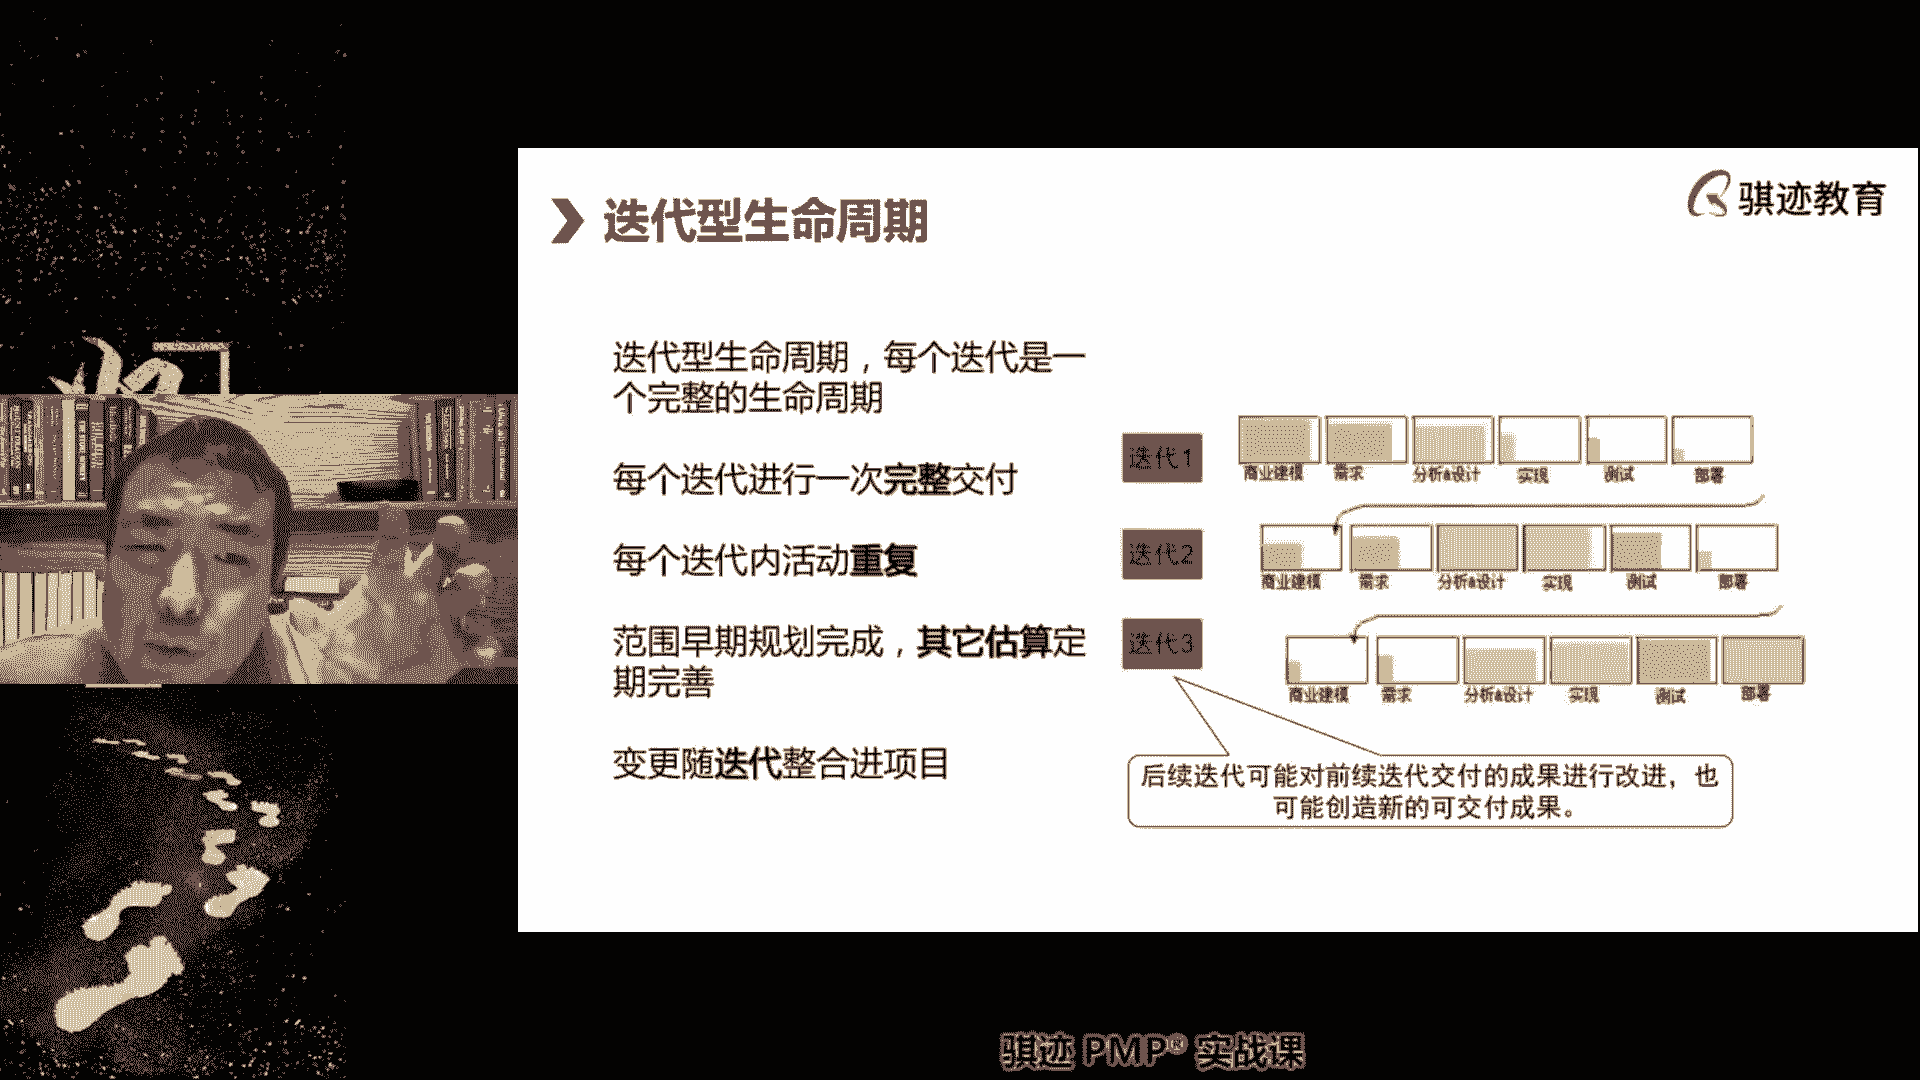 骐迹教育
迭代型生命周期
迭代型生命周期，每个迭代是一
个完整的生命周期
每个迭代进行一次完整交付
每个迭代内活动重复
范围早期规划完成，其它估算定
期完善
变更随迭代整合进项目
迭代1
商业建模 需求 分析&设计 实现 测试 部署
迭代2
商业建模 需求 分析&设计 实现 测试 部署
迭代3
商业建模 需求 分析&设计 实现 测试 部署
后续迭代可能对前续迭代交付的成果进行改进，也
可能创造新的可交付成果。
骐迹 PMP® 实战课